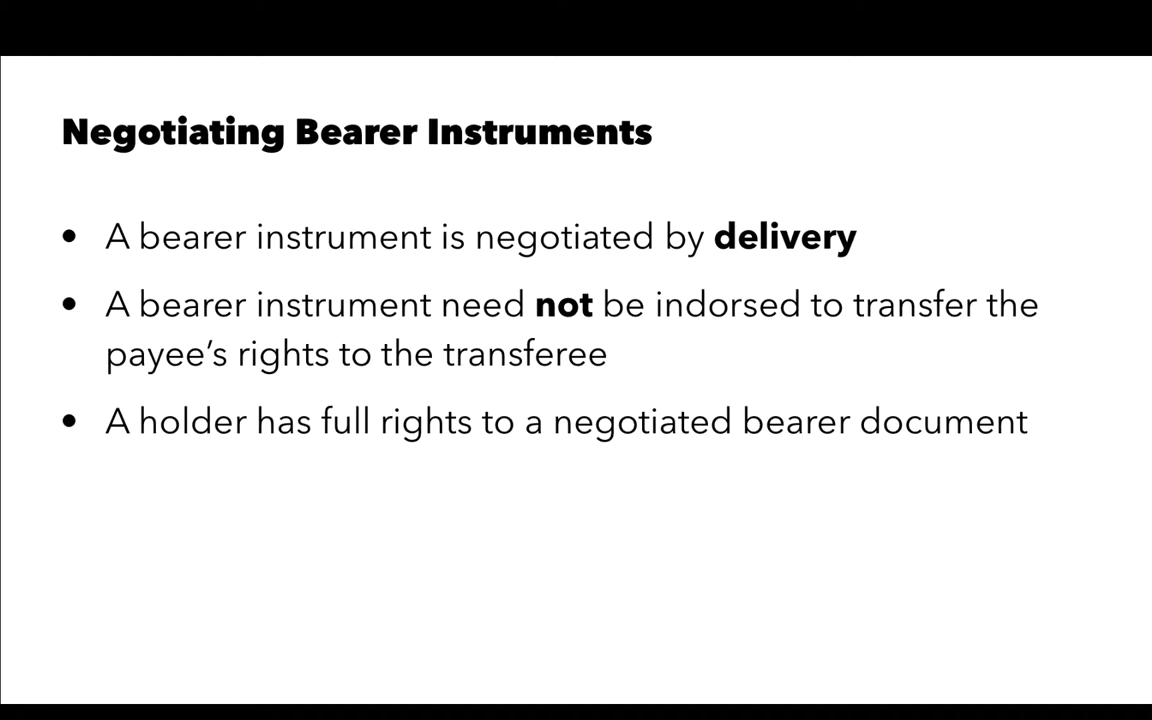 Negotiating Bearer Instruments
• A bearer instrument is negotiated by delivery
• A bearer instrument need not be indorsed to transfer the
payee’s rights to the transferee
• A holder has full rights to a negotiated bearer document